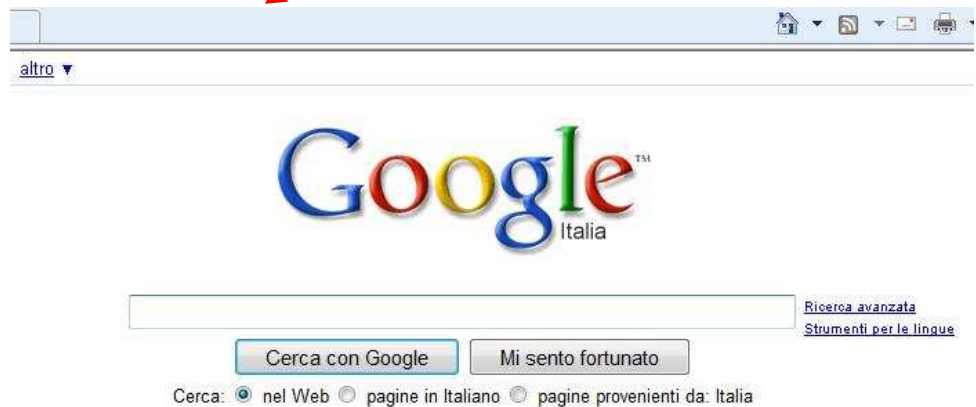 altro ▼
Google™
Italia
Ricerca avanzata
Strumenti per le lingue
Cerca con Google Mi sento fortunato
Cerca: nel Web pagine in Italiano pagine provenienti da: Italia